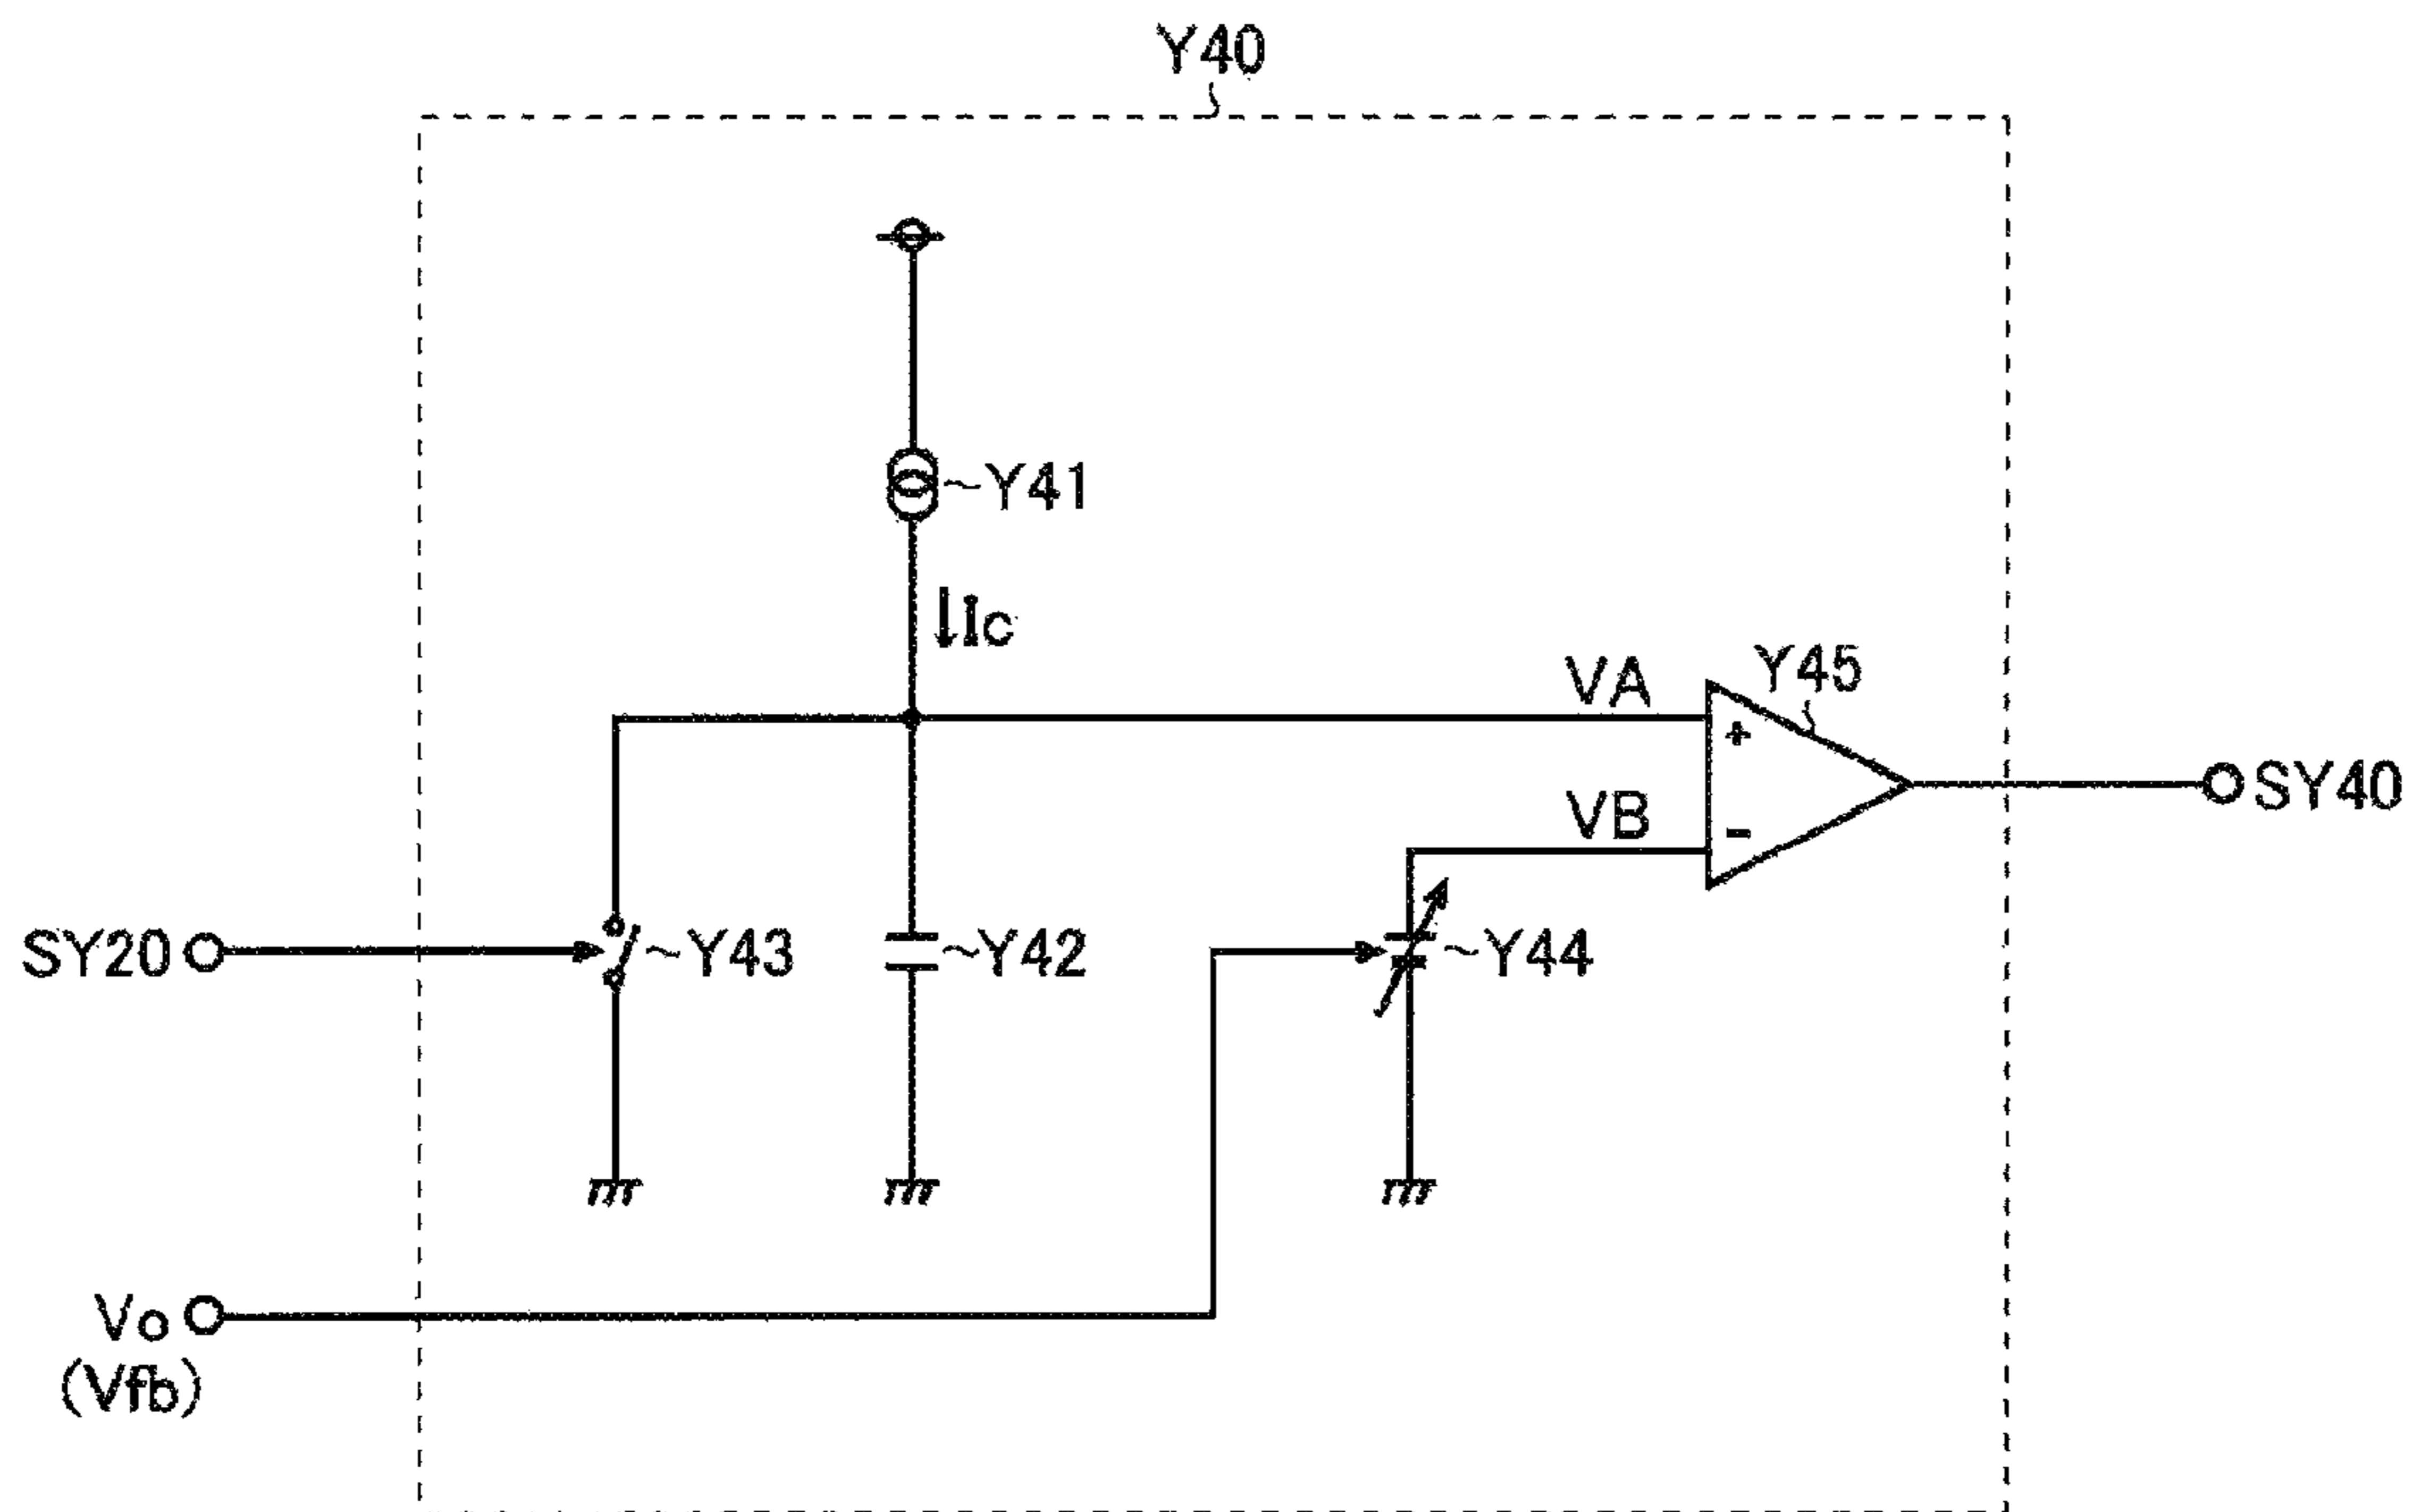 Y40
~Y41
Ic
VA
Y45
+
VB
-
SY40
SY20
~Y43
~Y42
~Y44
Vo
(Vfb)